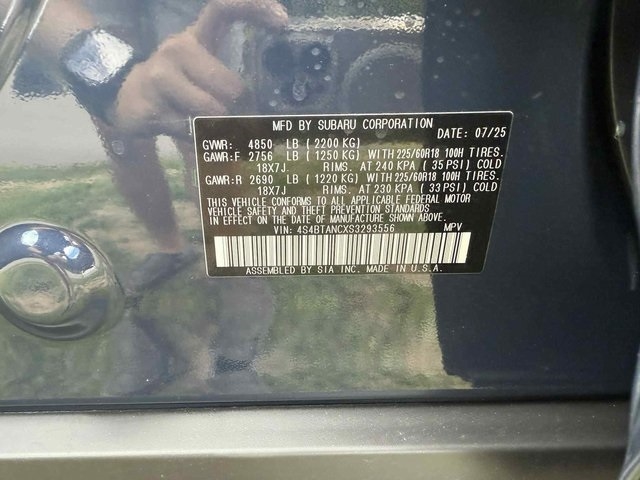 MFD BY SUBARU CORPORATION
DATE: 07/25
GVWR: 4850 LB ( 2200 KG)
GAWR:F 2756 LB ( 1250 KG) WITH 225/60R18 100H TIRES.
18X7J RIMS. AT 240 KPA ( 35 PSI) COLD
GAWR:R 2690 LB ( 1220 KG) WITH 225/60R18 100H TIRES.
18X7J RIMS. AT 230 KPA ( 33 PSI) COLD
THIS VEHICLE CONFORMS TO ALL APPLICABLE FEDERAL MOTOR
VEHICLE SAFETY AND THEFT PREVENTION STANDARDS
IN EFFECT ON THE DATE OF MANUFACTURE SHOWN ABOVE.
VIN: 4S4BTANCXS3293556 MPV
ASSEMBLED BY SIA INC. MADE IN U.S.A.